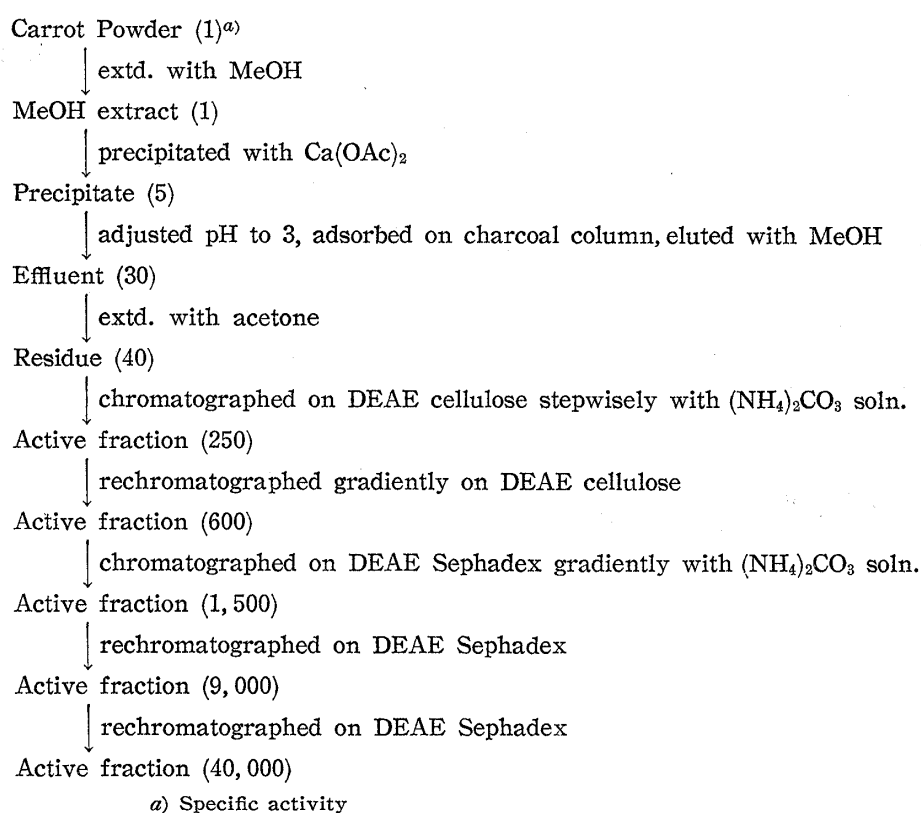 Carrot Powder (1)a)
extd. with MeOH
MeOH extract (1)
precipitated with Ca(OAc)₂
Precipitate (5)
adjusted pH to 3, adsorbed on charcoal column, eluted with MeOH
Effluent (30)
extd. with acetone
Residue (40)
chromatographed on DEAE cellulose stepwisely with (NH₄)₂CO₃ soln.
Active fraction (250)
rechromatographed gradiently on DEAE cellulose
Active fraction (600)
chromatographed on DEAE Sephadex gradiently with (NH₄)₂CO₃ soln.
Active fraction (1,500)
rechromatographed on DEAE Sephadex
Active fraction (9,000)
rechromatographed on DEAE Sephadex
Active fraction (40,000)
a) Specific activity